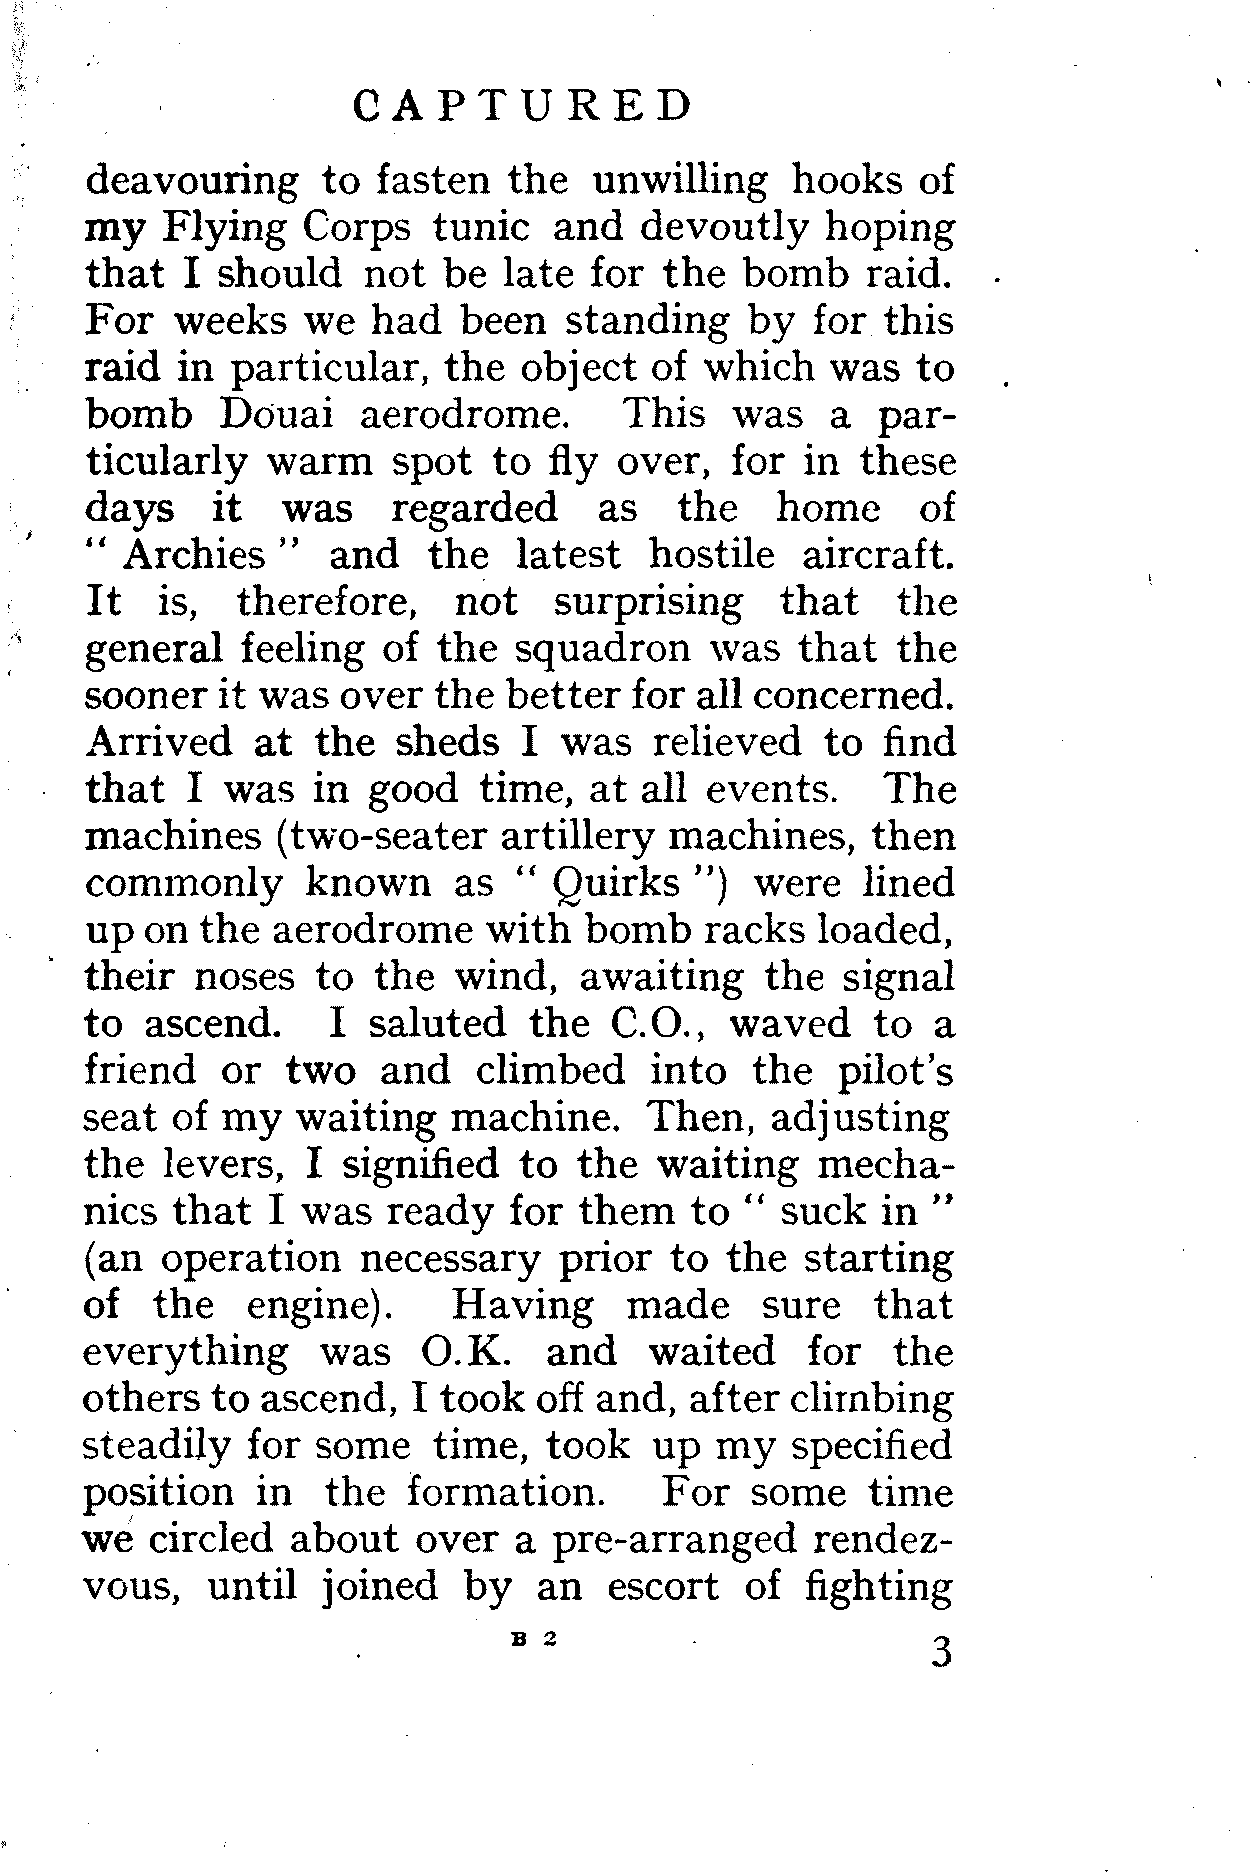 CAPTURED
deavouring to fasten the unwilling hooks of
my Flying Corps tunic and devoutly hoping
that I should not be late for the bomb raid.
For weeks we had been standing by for this
raid in particular, the object of which was to
bomb Douai aerodrome. This was a par-
ticularly warm spot to fly over, for in these
days it was regarded as the home of
" Archies " and the latest hostile aircraft.
It is, therefore, not surprising that the
general feeling of the squadron was that the
sooner it was over the better for all concerned.
Arrived at the sheds I was relieved to find
that I was in good time, at all events. The
machines (two-seater artillery machines, then
commonly known as " Quirks ") were lined
up on the aerodrome with bomb racks loaded,
their noses to the wind, awaiting the signal
to ascend. I saluted the C.O., waved to a
friend or two and climbed into the pilot's
seat of my waiting machine. Then, adjusting
the levers, I signified to the waiting mecha-
nics that I was ready for them to " suck in "
(an operation necessary prior to the starting
of the engine). Having made sure that
everything was O.K. and waited for the
others to ascend, I took off and, after climbing
steadily for some time, took up my specified
position in the formation. For some time
we circled about over a pre-arranged rendez-
vous, until joined by an escort of fighting
B 2 3